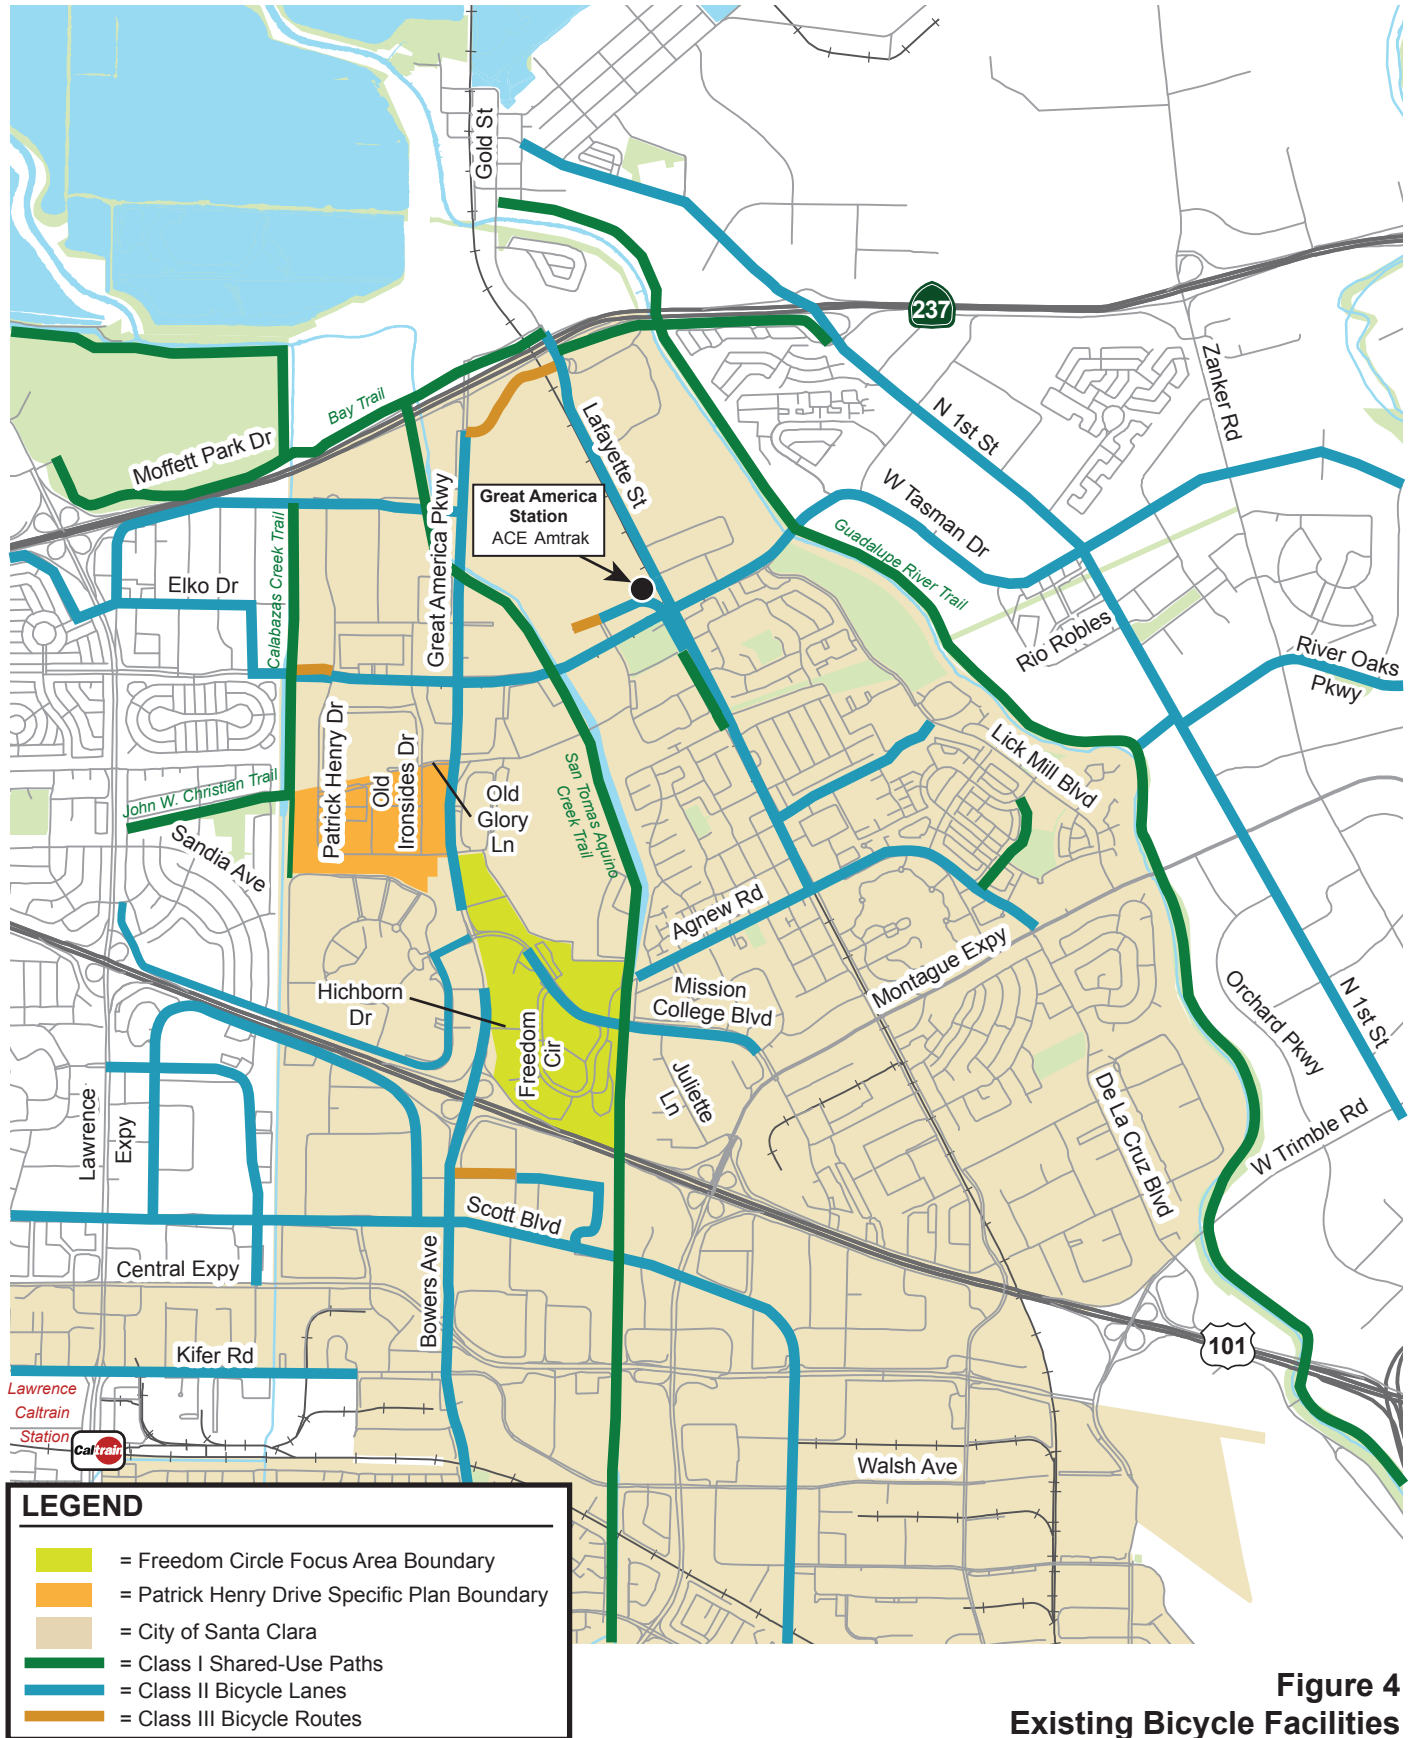 Gold St
237
Zanker Rd
Bay Trail
N 1st St
Moffett Park Dr
Lafayette St
Great America Pkwy
Great America
Station
ACE Amtrak
W Tasman Dr
Guadalupe River Trail
Calabazas Creek Trail
Elko Dr
Rio Robles
River Oaks
Pkwy
Patrick Henry Dr
Old
Ironsides Dr
Old
Glory
Ln
San Tomas Aquino
Creek Trail
Lick Mill Blvd
John W. Christian Trail
Sandia Ave
Agnew Rd
Montague Expy
Mission
College Blvd
Hichborn
Dr
Freedom
Cir
Orchard Pkwy
N 1st St
Juliette
Ln
De La Cruz Blvd
W Trimble Rd
Lawrence
Expy
Scott Blvd
Central Expy
Bowers Ave
Kifer Rd
101
Lawrence
Caltrain
Station
Caltrain
Walsh Ave
LEGEND
= Freedom Circle Focus Area Boundary
= Patrick Henry Drive Specific Plan Boundary
= City of Santa Clara
= Class I Shared-Use Paths
= Class II Bicycle Lanes
= Class III Bicycle Routes
Figure 4
Existing Bicycle Facilities